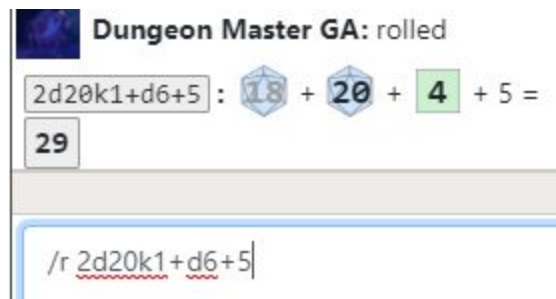 Dungeon Master GA: rolled
2d20k1+d6+5 : 18 + 20 + 4 + 5 =
29
/r 2d20k1+d6+5